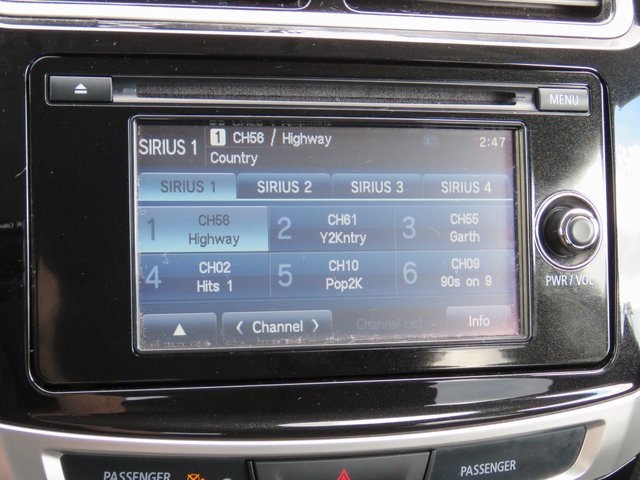 MENU
SIRIUS 1
1 CH56 / Highway
2:47
Country
SIRIUS 1 SIRIUS 2 SIRIUS 3 SIRIUS 4
1 CH56 Highway
2 CH61 Y2Kntry
3 CH55 Garth
4 CH02 Hits 1
5 CH10 Pop2K
6 CH09 90s on 9
PWR / VOL
Channel
Channel List
Info
PASSENGER
PASSENGER